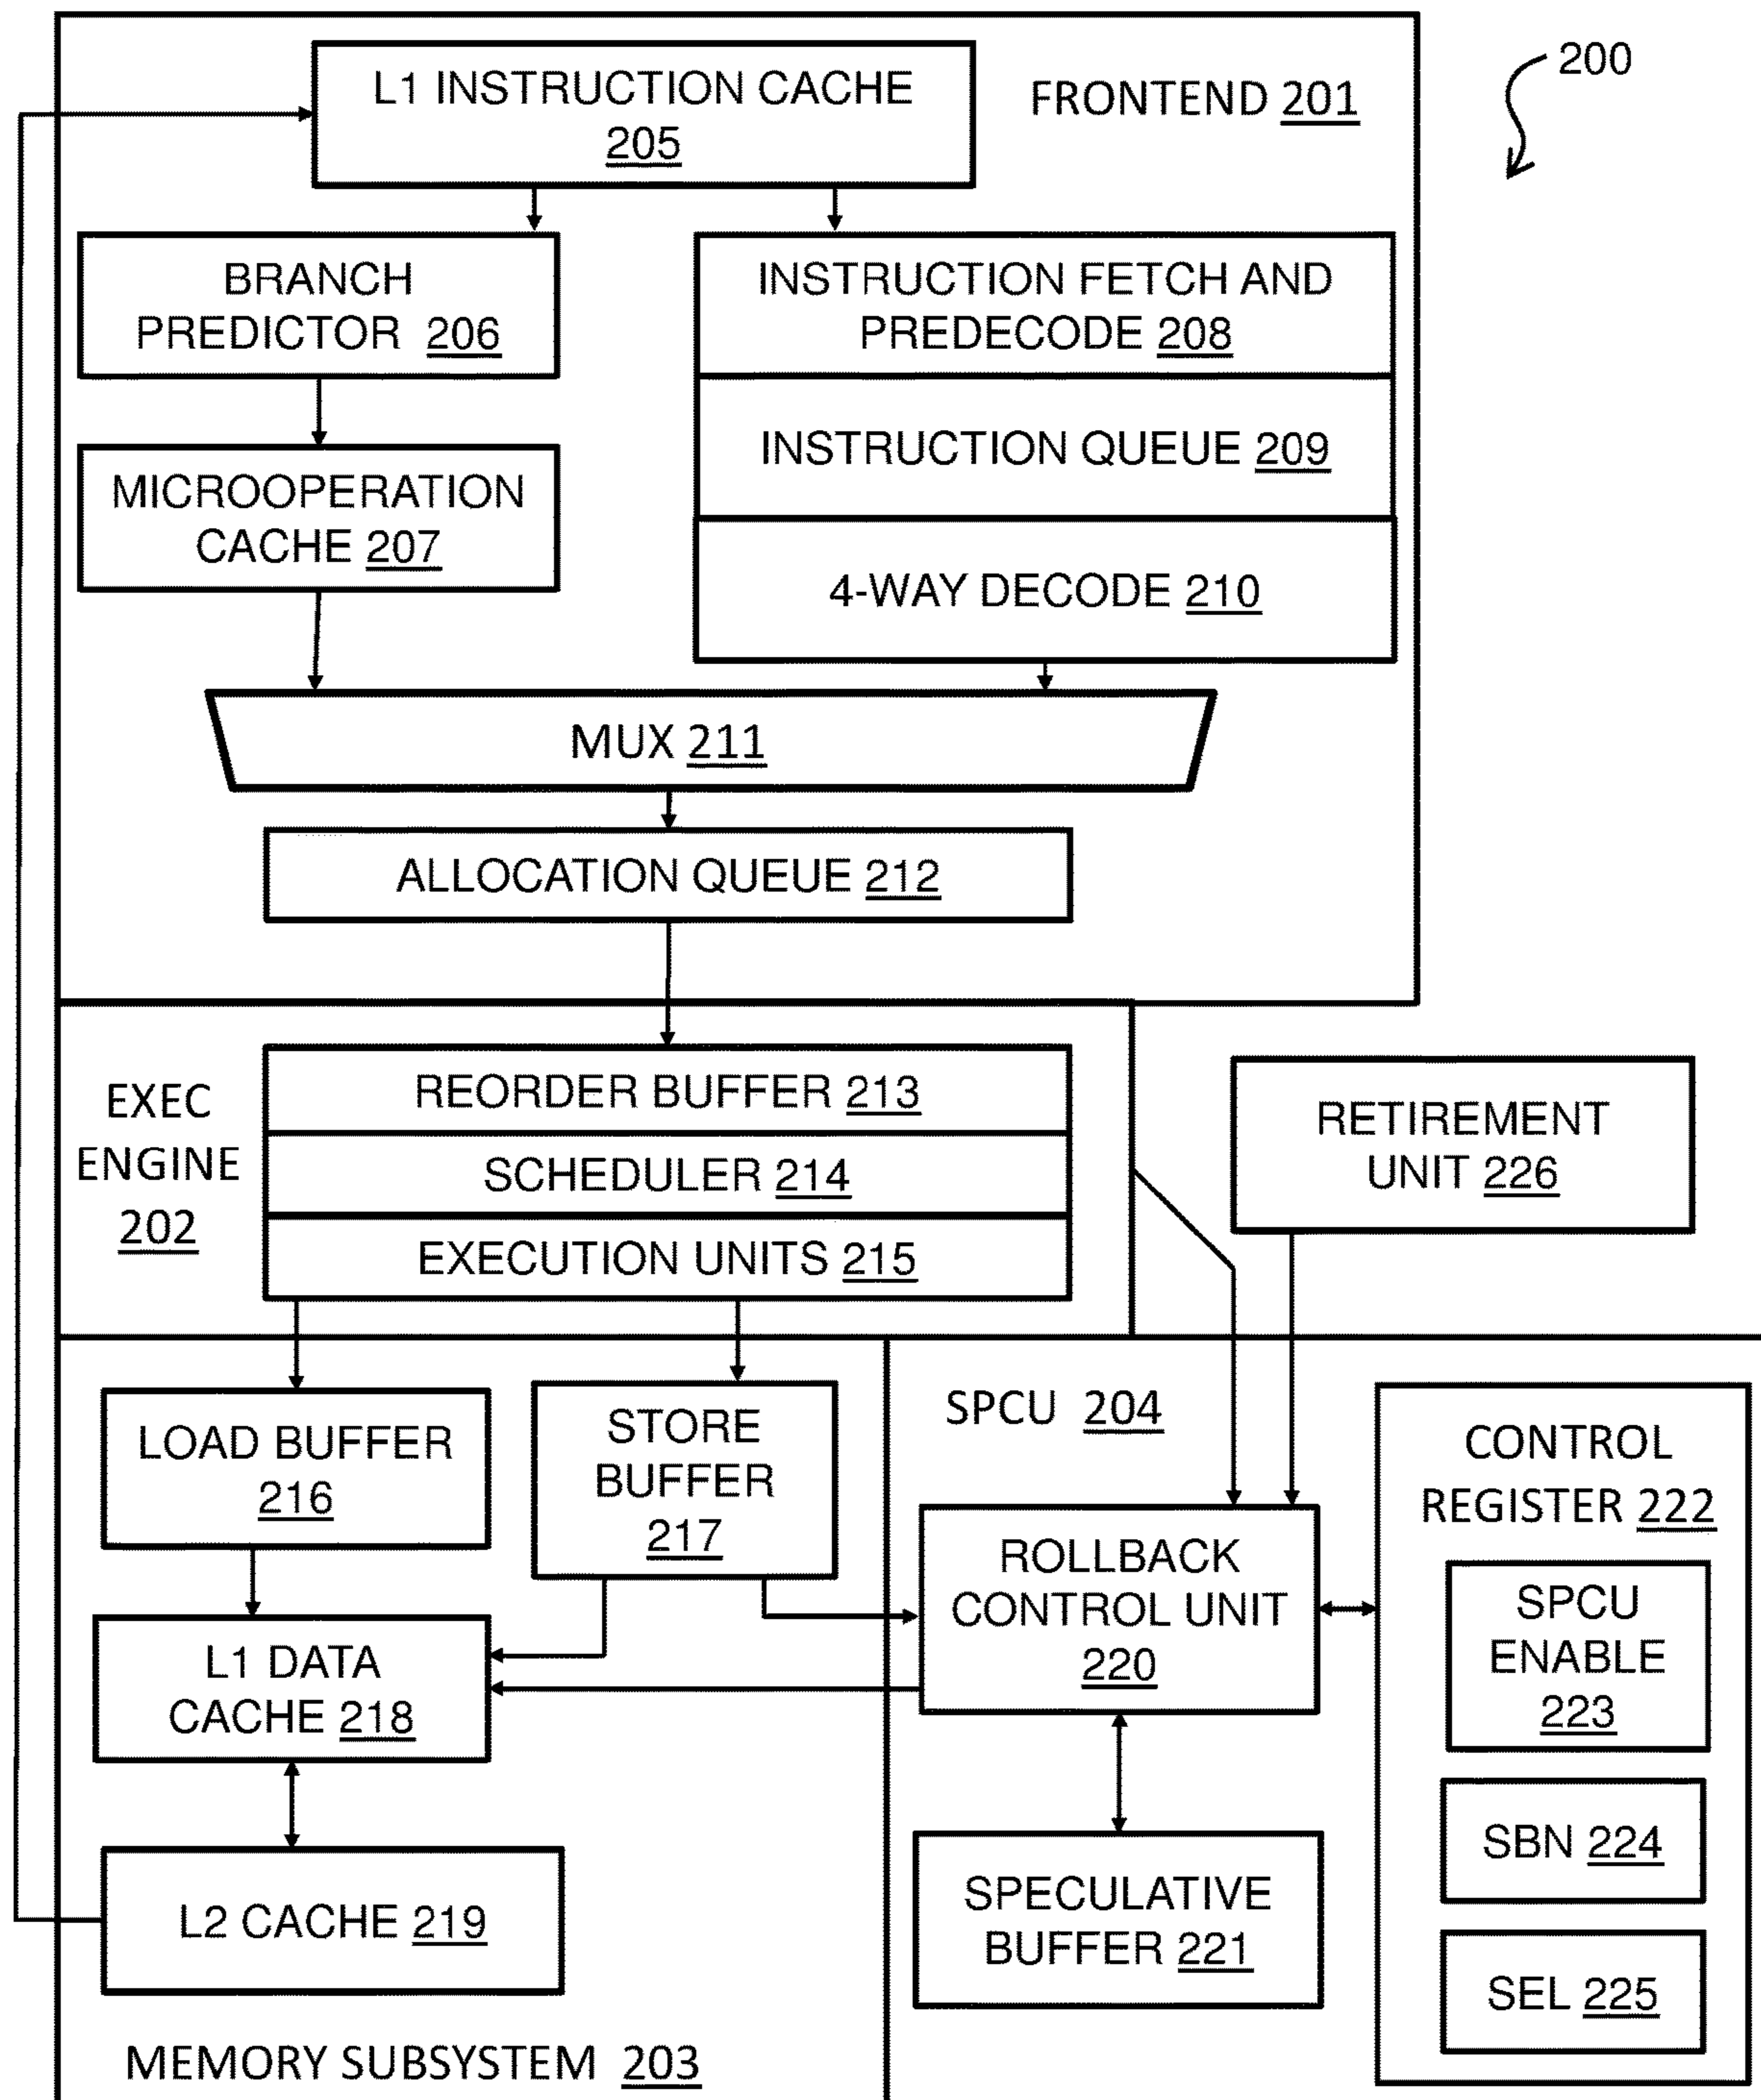 200
L1 INSTRUCTION CACHE
205
FRONTEND 201
BRANCH
PREDICTOR 206
INSTRUCTION FETCH AND
PREDECODE 208
INSTRUCTION QUEUE 209
MICROOPERATION
CACHE 207
4-WAY DECODE 210
MUX 211
ALLOCATION QUEUE 212
EXEC
ENGINE
202
REORDER BUFFER 213
SCHEDULER 214
EXECUTION UNITS 215
RETIREMENT
UNIT 226
LOAD BUFFER
216
STORE
BUFFER
217
L1 DATA
CACHE 218
L2 CACHE 219
MEMORY SUBSYSTEM 203
SPCU 204
ROLLBACK
CONTROL UNIT
220
SPECULATIVE
BUFFER 221
CONTROL
REGISTER 222
SPCU
ENABLE
223
SBN 224
SEL 225